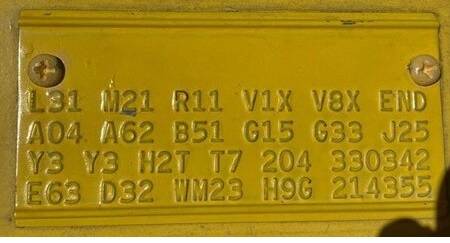 L31 M21 R11 V1X V8X END
A04 A62 B51 G15 G33 J25
Y3 Y3 H2T T7 204 330342
E63 D32 WM23 H9G 214355